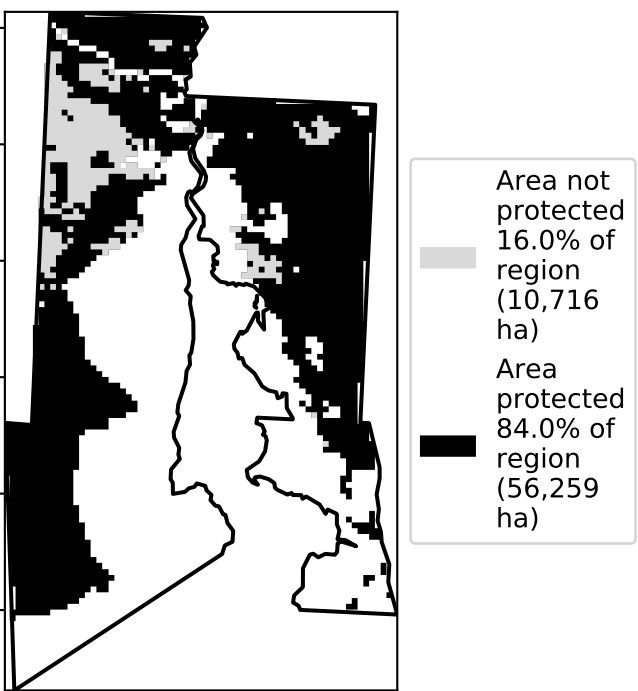 Area not
protected
16.0% of
region
(10,716
ha)
Area
protected
84.0% of
region
(56,259
ha)